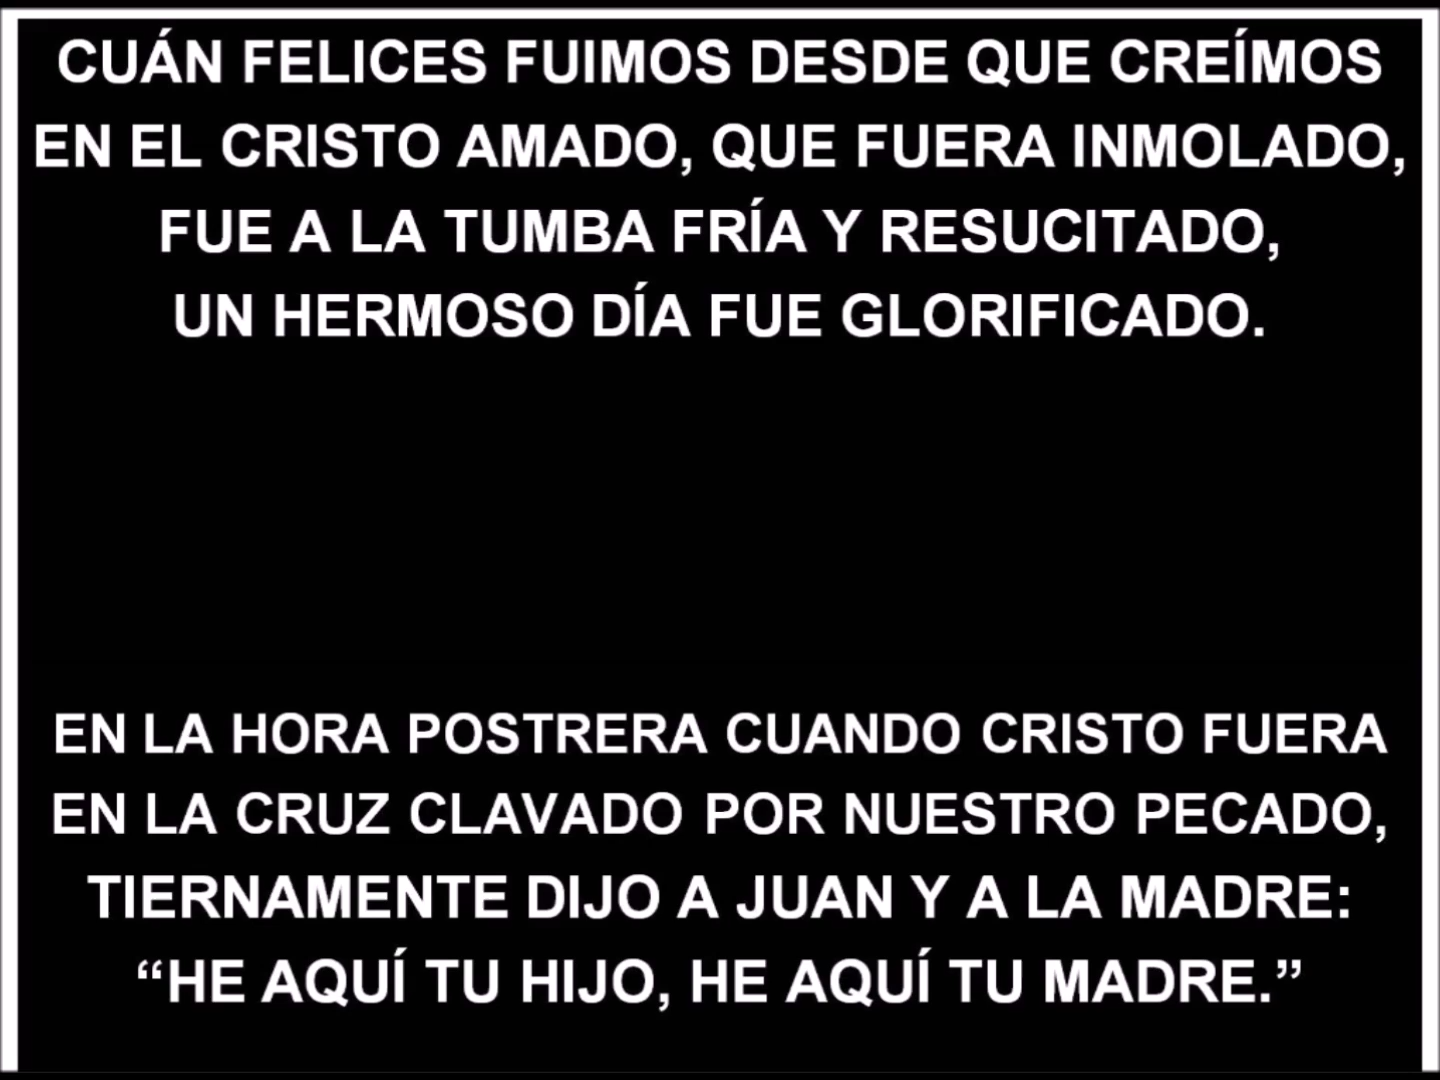 CUÁN FELICES FUIMOS DESDE QUE CREÍMOS
EN EL CRISTO AMADO, QUE FUERA INMOLADO,
FUE A LA TUMBA FRÍA Y RESUCITADO,
UN HERMOSO DÍA FUE GLORIFICADO.
EN LA HORA POSTRERA CUANDO CRISTO FUERA
EN LA CRUZ CLAVADO POR NUESTRO PECADO,
TIERNAMENTE DIJO A JUAN Y A LA MADRE:
“HE AQUÍ TU HIJO, HE AQUÍ TU MADRE.”